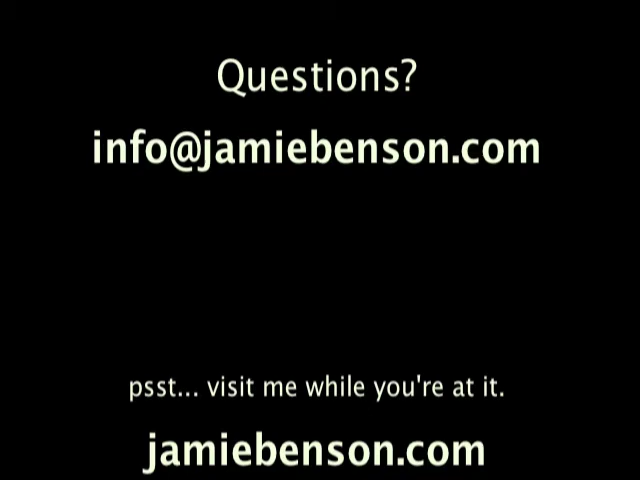 Questions?
info@jamiebenson.com
psst... visit me while you're at it.
jamiebenson.com